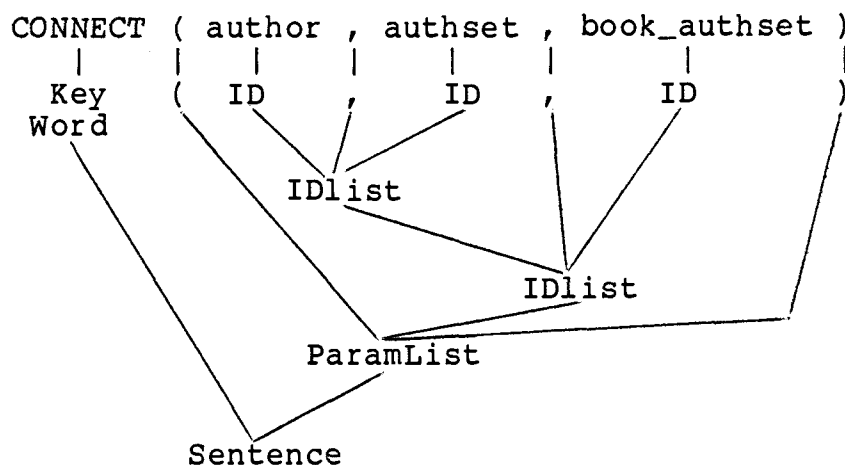 CONNECT ( author , authset , book_authset )
Key ( ID , ID , ID )
Word
IDlist
IDlist
ParamList
Sentence